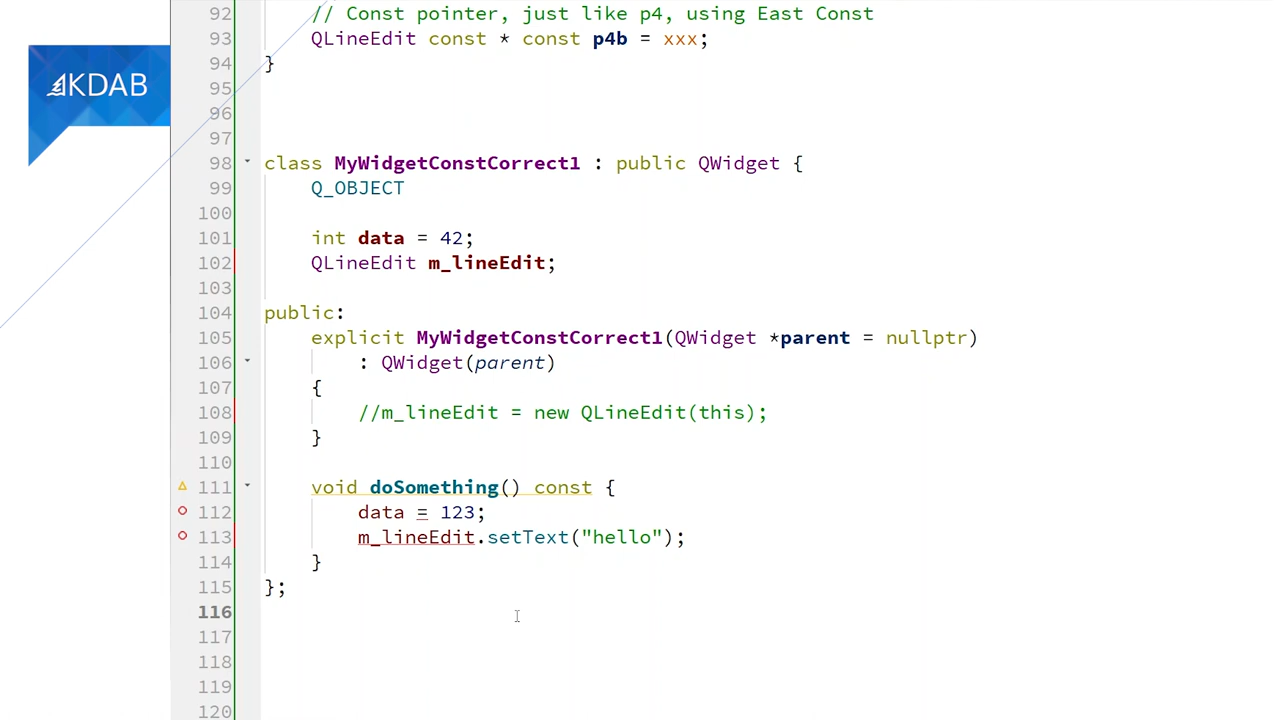 KDAB
92 // Const pointer, just like p4, using East Const
93 QLineEdit const * const p4b = xxx;
94 }
95
96
97
98 class MyWidgetConstCorrect1 : public QWidget {
99 Q_OBJECT
100
101 int data = 42;
102 QLineEdit m_lineEdit;
103
104 public:
105 explicit MyWidgetConstCorrect1(QWidget *parent = nullptr)
106 : QWidget(parent)
107 {
108 //m_lineEdit = new QLineEdit(this);
109 }
110
111 void doSomething() const {
112 data = 123;
113 m_lineEdit.setText("hello");
114 }
115 };
116
117
118
119
120